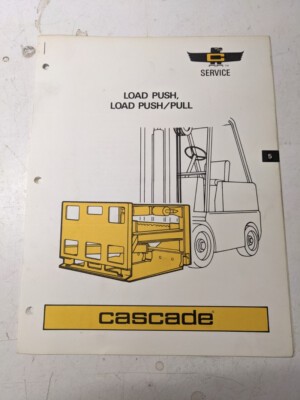 C
SERVICE
LOAD PUSH,
LOAD PUSH/PULL
5
cascade®